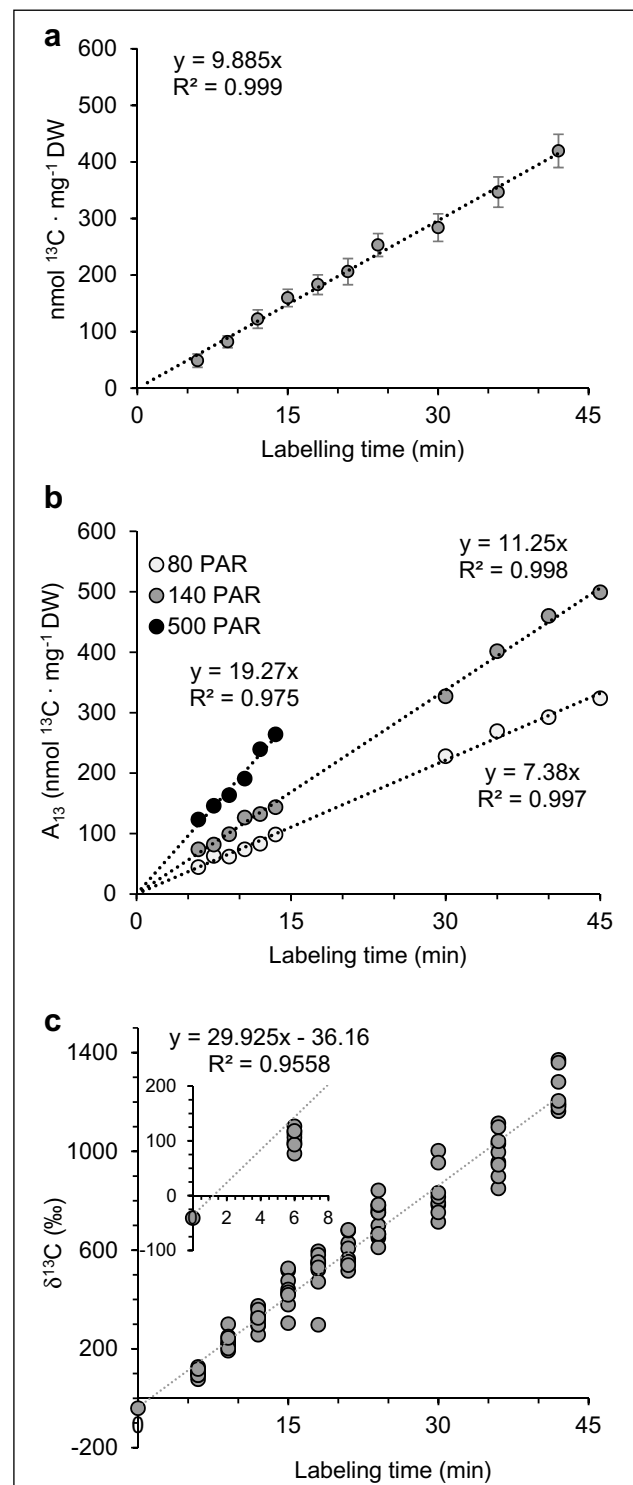 a
y = 9.885x
R² = 0.999
nmol ¹³C · mg⁻¹ DW
600
500
400
300
200
100
0
0 15 30 45
Labelling time (min)
b
80 PAR
140 PAR
500 PAR
y = 11.25x
R² = 0.998
y = 19.27x
R² = 0.975
y = 7.38x
R² = 0.997
A₁₃ (nmol ¹³C · mg⁻¹ DW)
600
500
400
300
200
100
0
0 15 30 45
Labeling time (min)
c
y = 29.925x - 36.16
R² = 0.9558
200
100
0
-100
2 4 6 8
δ¹³C (‰)
1400
1000
600
200
-200
0 15 30 45
Labeling time (min)